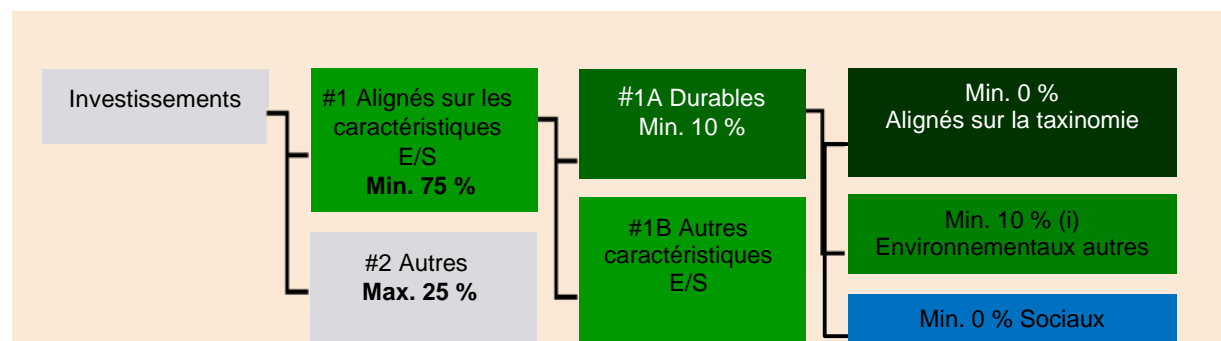 Investissements
#1 Alignés sur les
caractéristiques
E/S
Min. 75 %
#2 Autres
Max. 25 %
#1A Durables
Min. 10 %
#1B Autres
caractéristiques
E/S
Min. 0 %
Alignés sur la taxinomie
Min. 10 % (i)
Environnementaux autres
Min. 0 % Sociaux